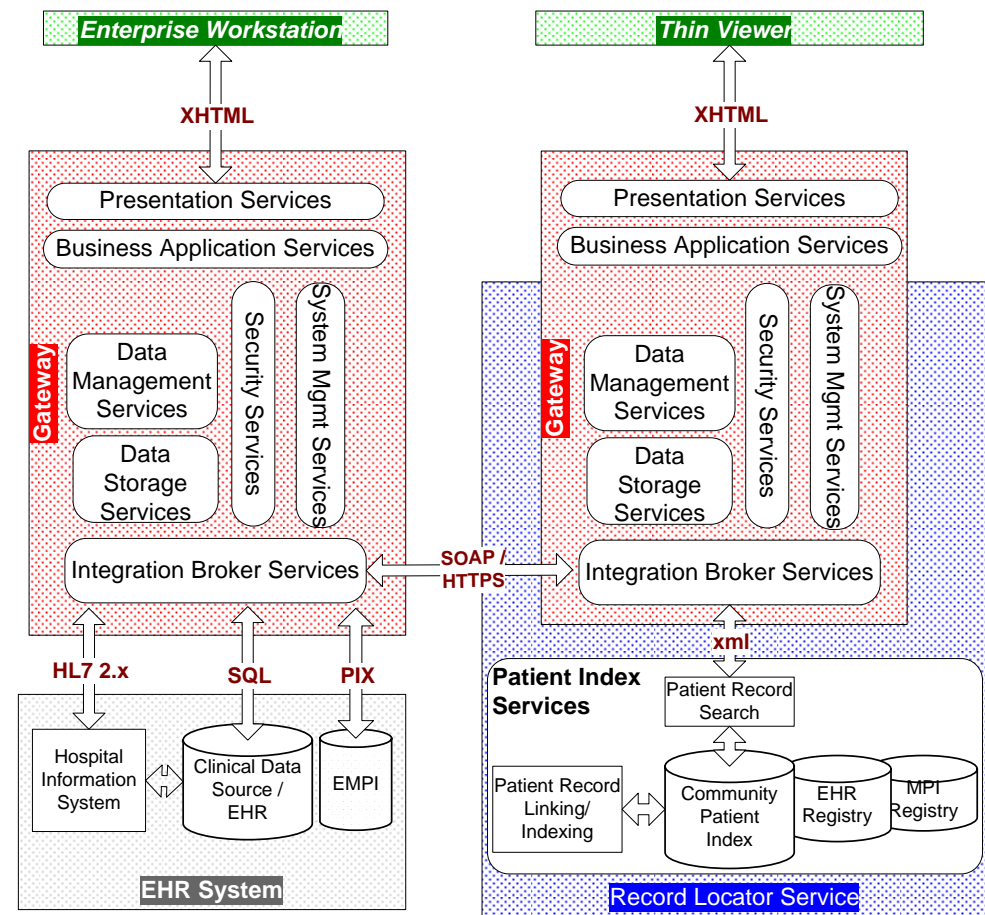 Enterprise Workstation
Thin Viewer
XHTML
XHTML
Presentation Services
Business Application Services
Security Services
System Mgmt Services
Gateway
Data
Management
Services
Data
Storage
Services
Integration Broker Services
Presentation Services
Business Application Services
Security Services
System Mgmt Services
Gateway
Data
Management
Services
Data
Storage
Services
Integration Broker Services
SOAP /
HTTPS
HL7 2.x
SQL
PIX
xml
Hospital
Information
System
Clinical Data
Source /
EHR
EMPI
EHR System
Patient Index
Services
Patient Record
Search
Patient Record
Linking/
Indexing
Community
Patient
Index
EHR
Registry
MPI
Registry
Record Locator Service